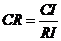 CR = CI / RI